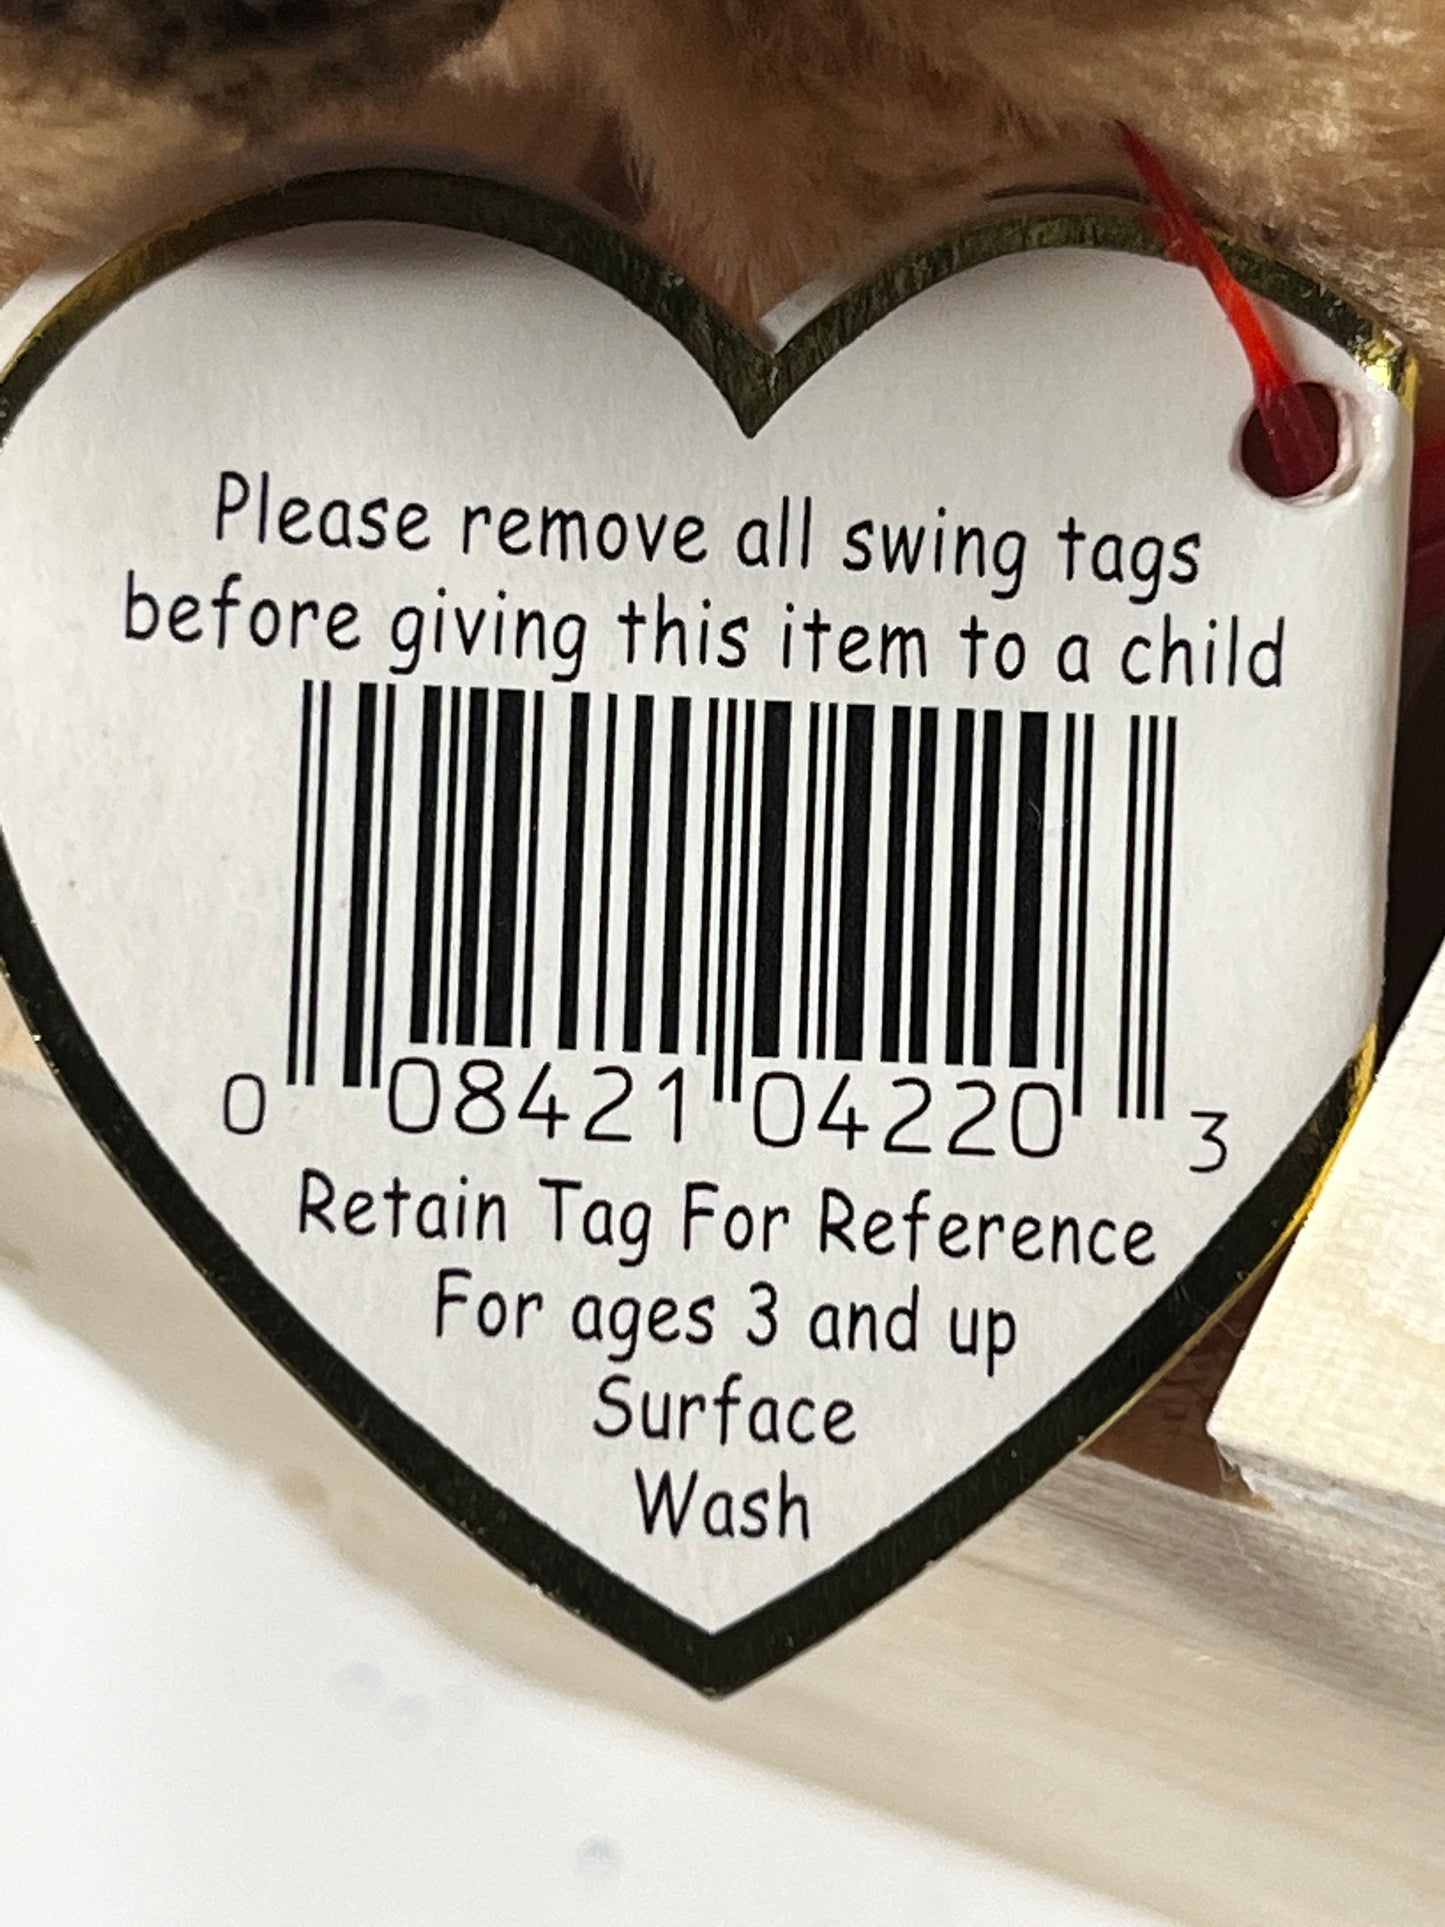 Please remove all swing tags
before giving this item to a child
0 08421 04220 3
Retain Tag For Reference
For ages 3 and up
Surface
Wash